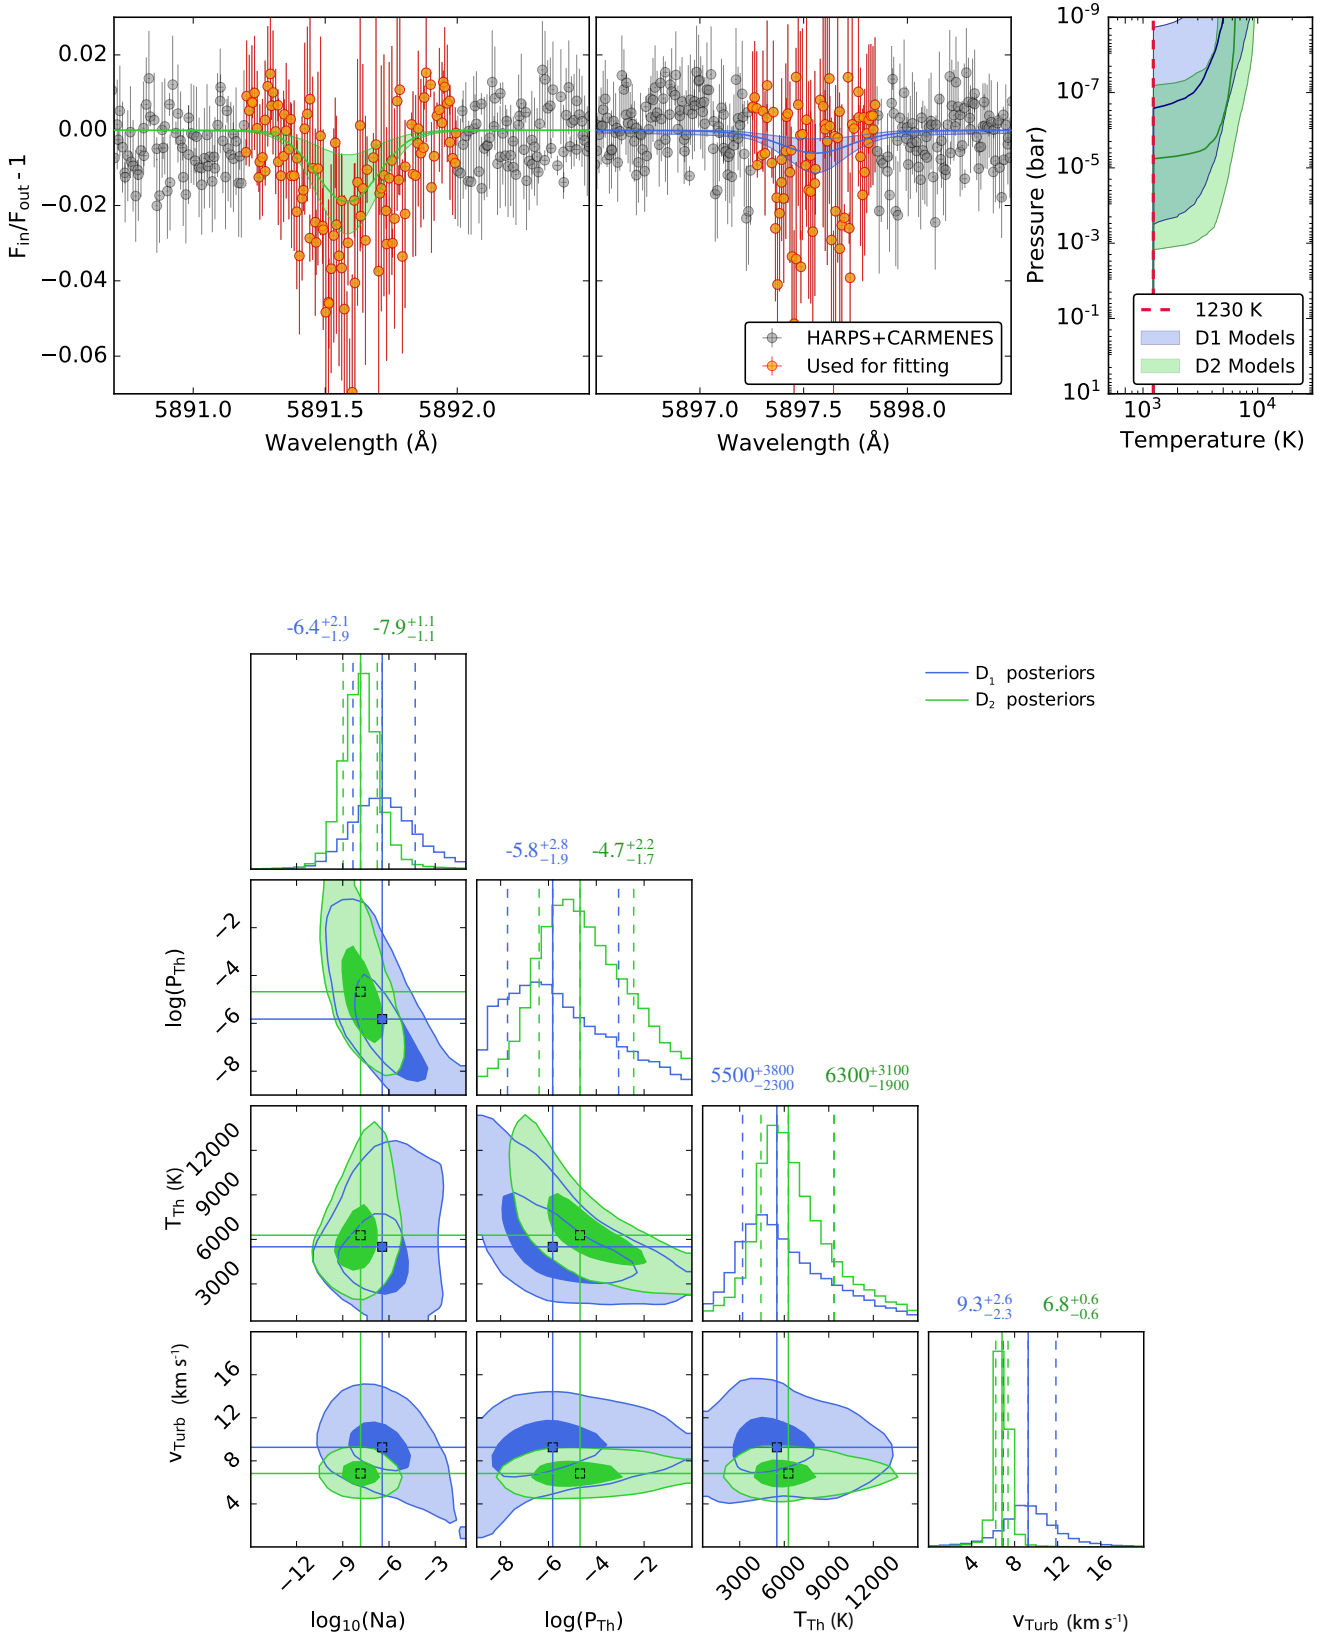 F_in/F_out - 1
0.02
0.00
−0.02
−0.04
−0.06
5891.0 5891.5 5892.0
Wavelength (Å)
HARPS+CARMENES
Used for fitting
5897.0 5897.5 5898.0
Wavelength (Å)
Pressure (bar)
10^-9
10^-7
10^-5
10^-3
10^-1
10^1
1230 K
D1 Models
D2 Models
10^3 10^4
Temperature (K)
-6.4^{+2.1}_{−1.9} -7.9^{+1.1}_{−1.1}
D_1 posteriors
D_2 posteriors
-5.8^{+2.8}_{−1.9} -4.7^{+2.2}_{−1.7}
log(P_Th)
−2
−4
−6
−8
5500^{+3800}_{−2300} 6300^{+3100}_{−1900}
T_Th (K)
12000
9000
6000
3000
9.3^{+2.6}_{−2.3} 6.8^{+0.6}_{−0.6}
v_Turb (km s^-1)
16
12
8
4
−12 −9 −6 −3
−8 −6 −4 −2
3000 6000 9000 12000
4 8 12 16
log_10(Na)
log(P_Th)
T_Th (K)
v_Turb (km s^-1)